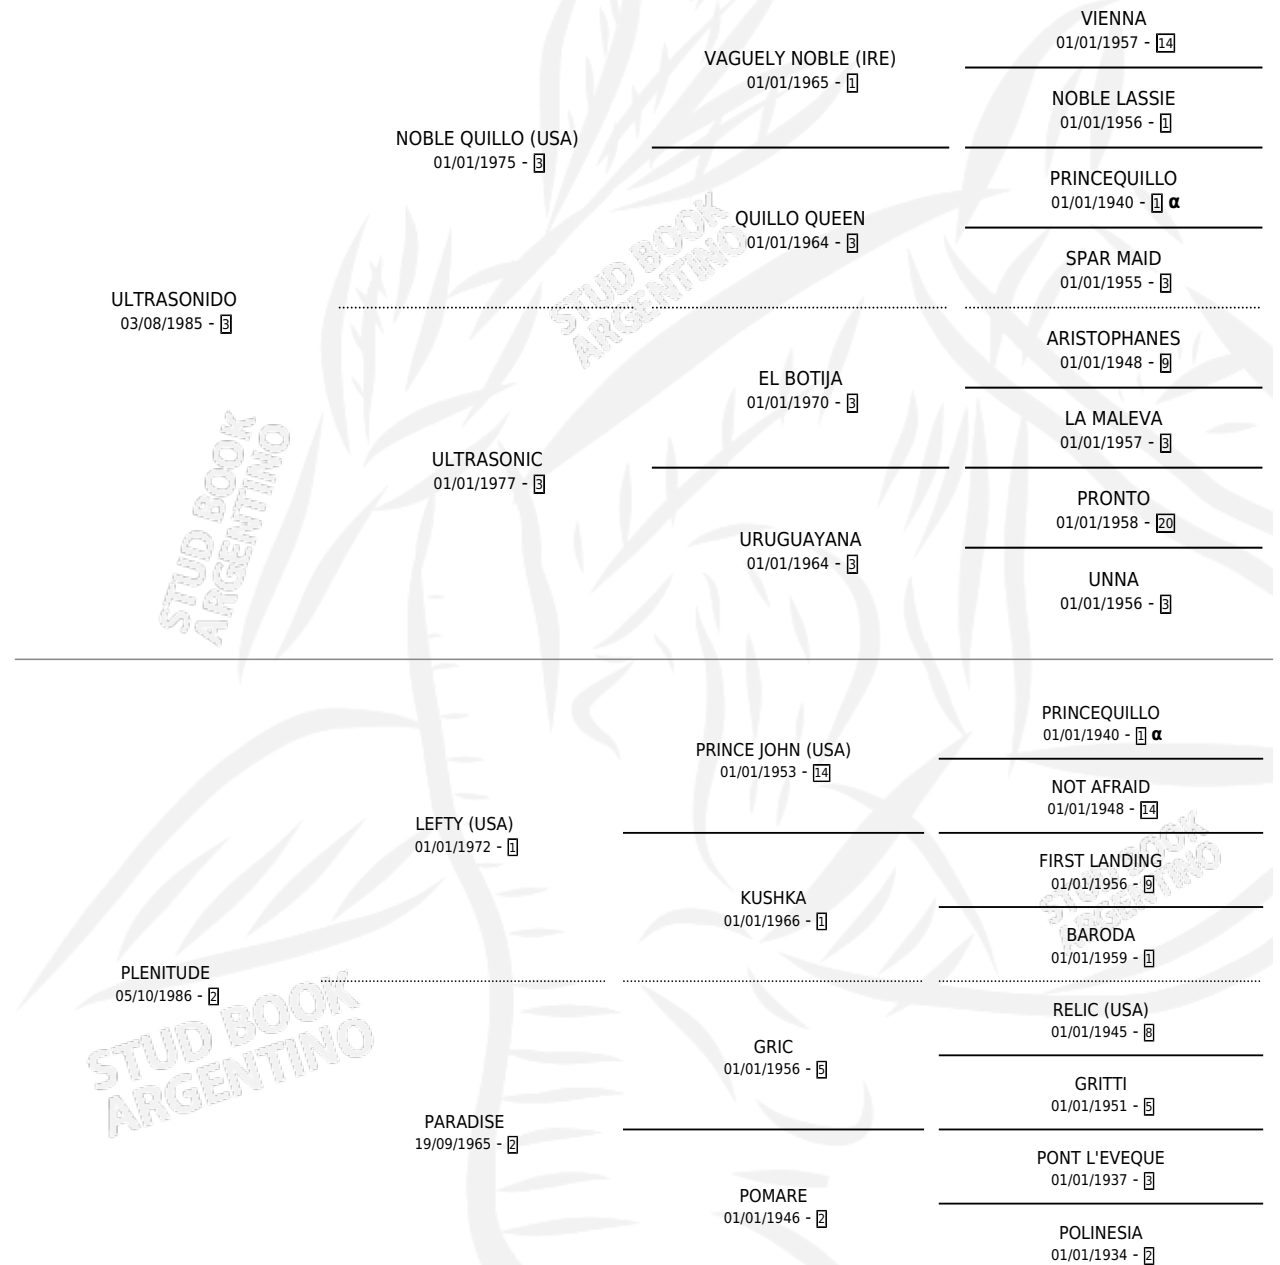 VIENNA
01/01/1957 - 14
VAGUELY NOBLE (IRE)
01/01/1965 - 1
NOBLE LASSIE
01/01/1956 - 1
NOBLE QUILLO (USA)
01/01/1975 - 3
PRINCEQUILLO
01/01/1940 - 1 α
QUILLO QUEEN
01/01/1964 - 3
SPAR MAID
01/01/1955 - 3
ULTRASONIDO
03/08/1985 - 3
ARISTOPHANES
01/01/1948 - 9
EL BOTIJA
01/01/1970 - 3
LA MALEVA
01/01/1957 - 3
ULTRASONIC
01/01/1977 - 3
PRONTO
01/01/1958 - 20
URUGUAYANA
01/01/1964 - 3
UNNA
01/01/1956 - 3
PRINCEQUILLO
01/01/1940 - 1 α
PRINCE JOHN (USA)
01/01/1953 - 14
NOT AFRAID
01/01/1948 - 14
LEFTY (USA)
01/01/1972 - 1
FIRST LANDING
01/01/1956 - 9
KUSHKA
01/01/1966 - 1
BARODA
01/01/1959 - 1
PLENITUDE
05/10/1986 - 2
RELIC (USA)
01/01/1945 - 8
GRIC
01/01/1956 - 5
GRITTI
01/01/1951 - 5
PARADISE
19/09/1965 - 2
PONT L'EVEQUE
01/01/1937 - 3
POMARE
01/01/1946 - 2
POLINESIA
01/01/1934 - 2
STUD BOOK
ARGENTINO
STUD BOOK
ARGENTINO
STUD BOOK
ARGENTINO
STUD BOOK
ARGENTINO